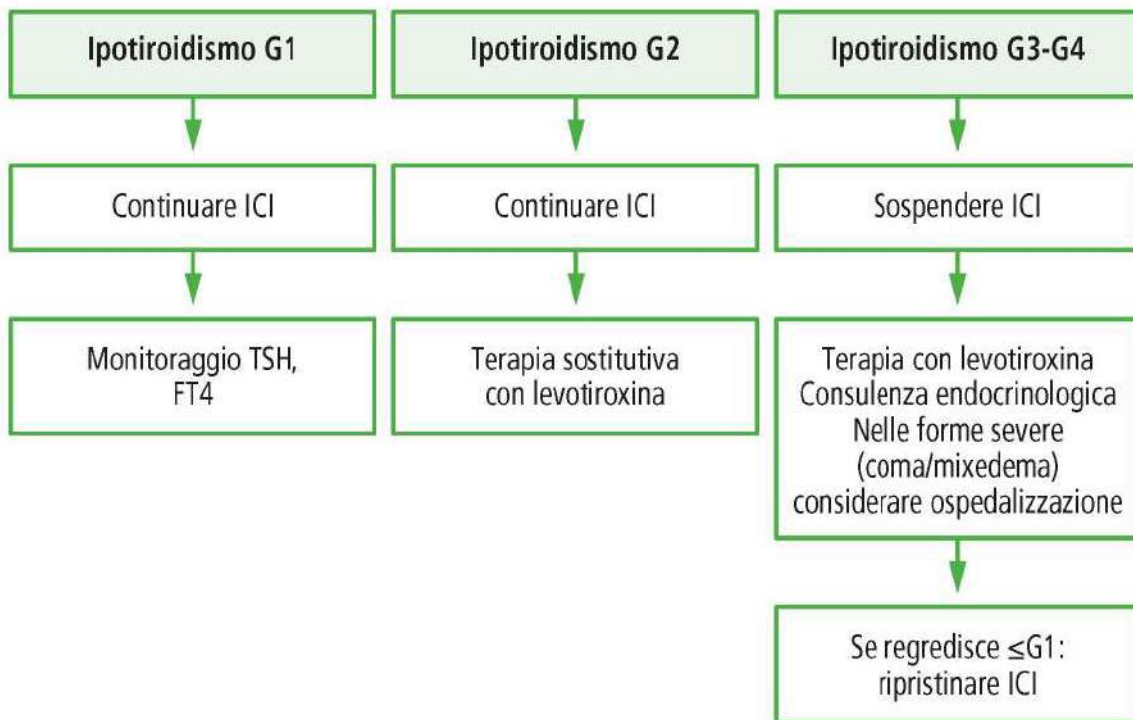 Ipotiroidismo G1
Continuare ICI
Monitoraggio TSH,
FT4
Ipotiroidismo G2
Continuare ICI
Terapia sostitutiva
con levotiroxina
Ipotiroidismo G3-G4
Sospendere ICI
Terapia con levotiroxina
Consulenza endocrinologica
Nelle forme severe
(coma/mixedema)
considerare ospedalizzazione
Se regredisce ≤G1:
ripristinare ICI